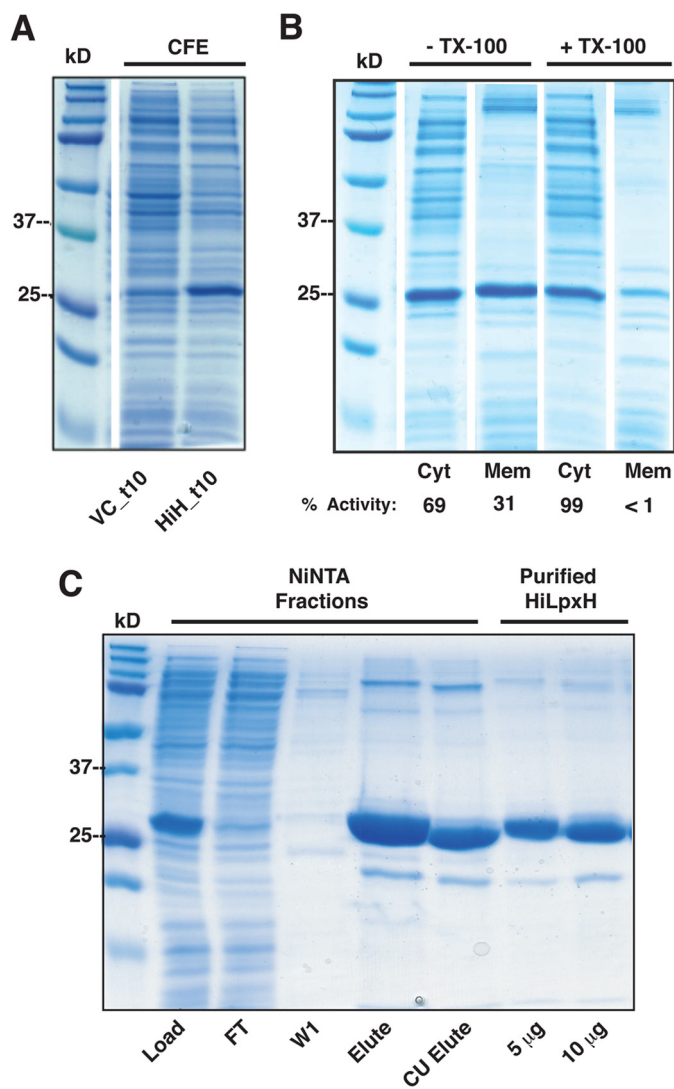 A
CFE
kD
37--
25--
VC_t10
HiH_t10
B
- TX-100
+ TX-100
kD
37--
25--
Cyt
Mem
Cyt
Mem
% Activity:
69
31
99
< 1
C
NiNTA
Fractions
Purified
HiLpxH
kD
37--
25--
Load
FT
W1
Elute
CU Elute
5 µg
10 µg